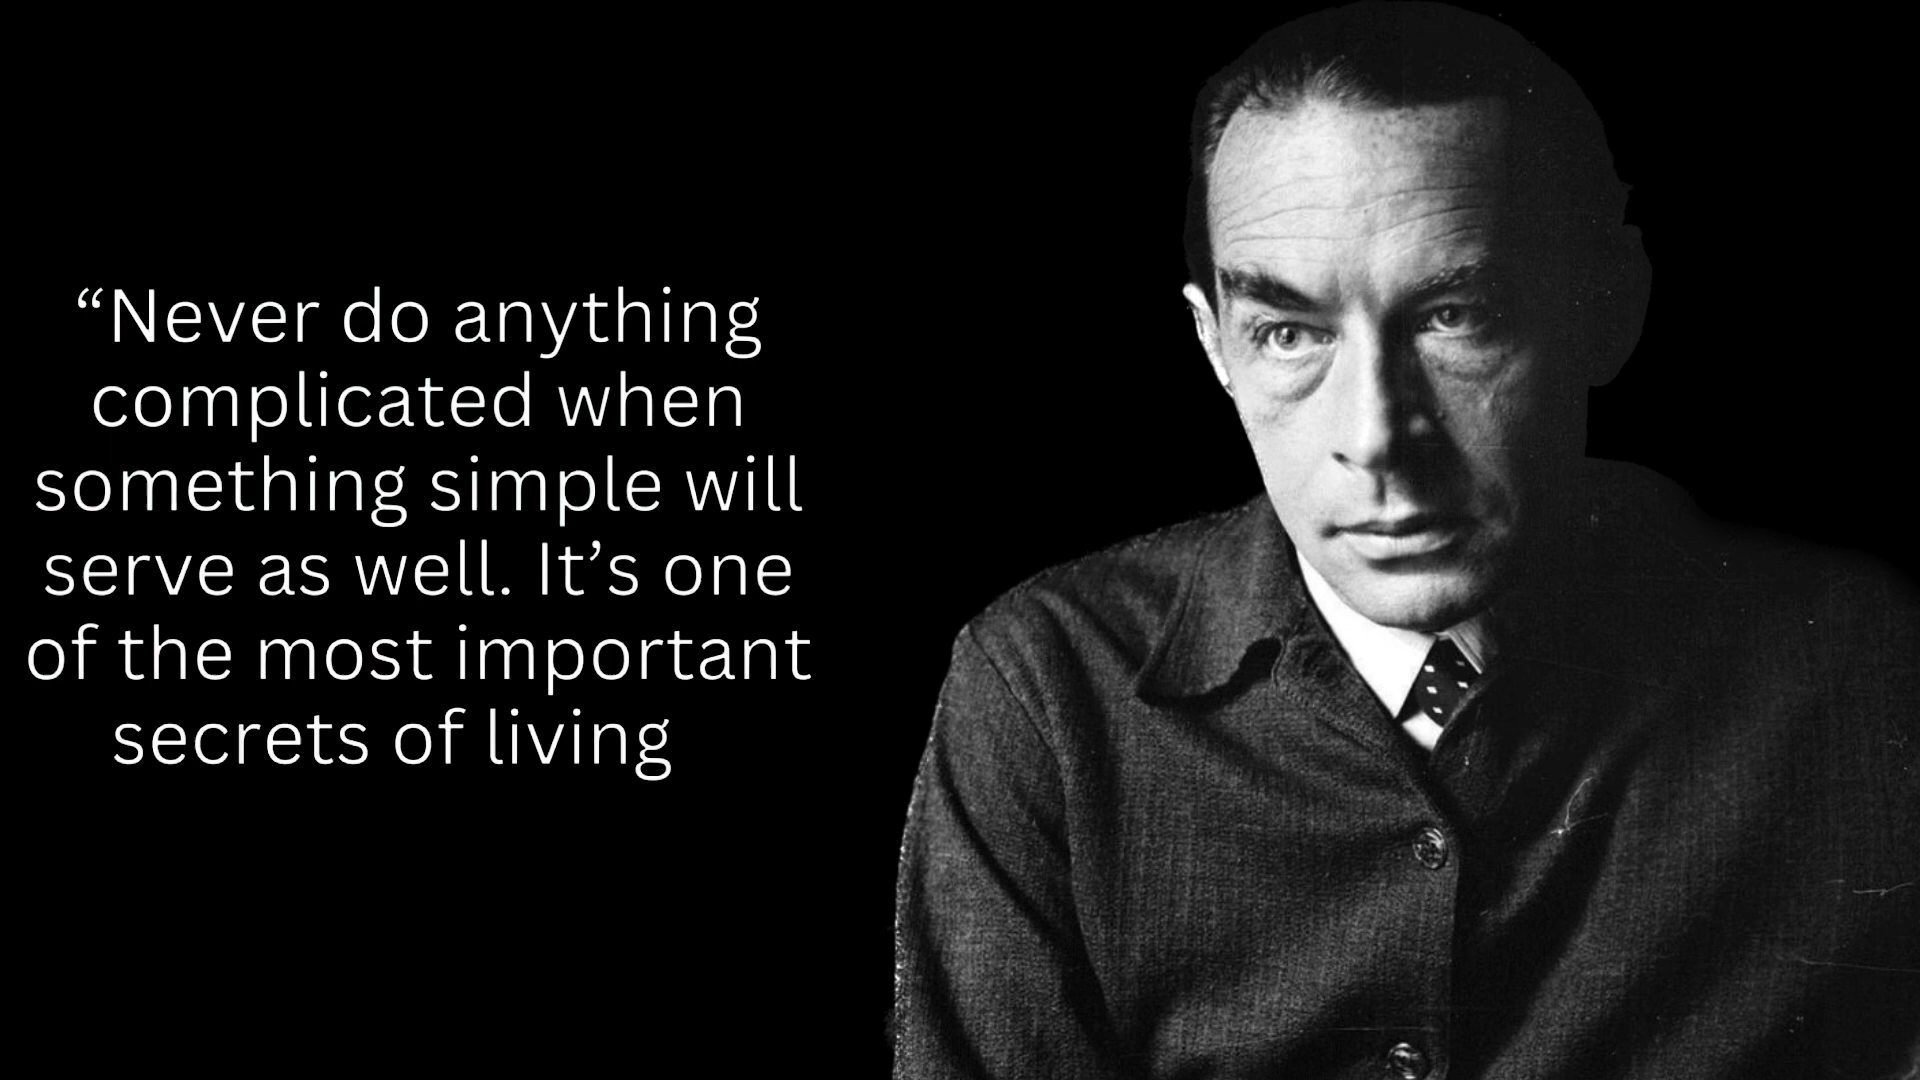 “Never do anything
complicated when
something simple will
serve as well. It’s one
of the most important
secrets of living